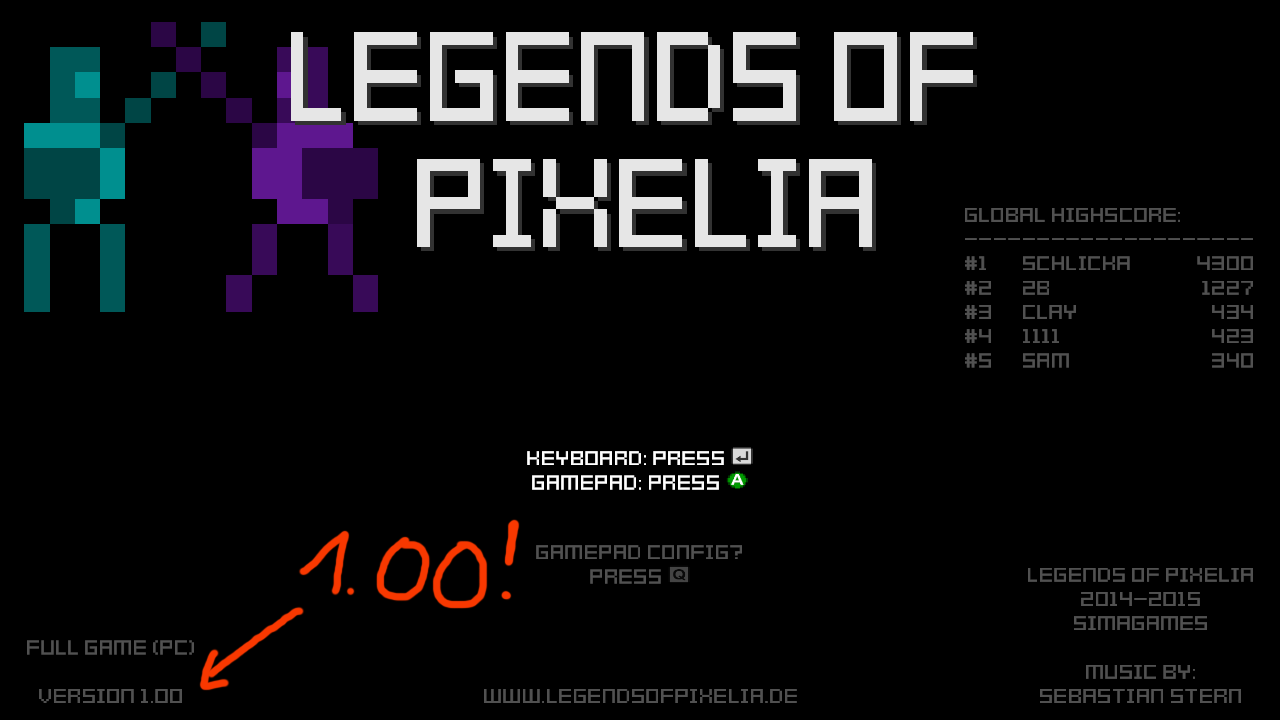 LEGENDS OF
PIXELIA
GLOBAL HIGHSCORE:
--------------------
#1 SCHLICKA 4300
#2 2B 1227
#3 CLAY 434
#4 1111 423
#5 SAM 340
KEYBOARD: PRESS
GAMEPAD: PRESS A
1.00!
GAMEPAD CONFIG?
PRESS Q
LEGENDS OF PIXELIA
2014-2015
SIMAGAMES
FULL GAME (PC)
MUSIC BY:
VERSION 1.00
WWW.LEGENDSOFPIXELIA.DE
SEBASTIAN STERN